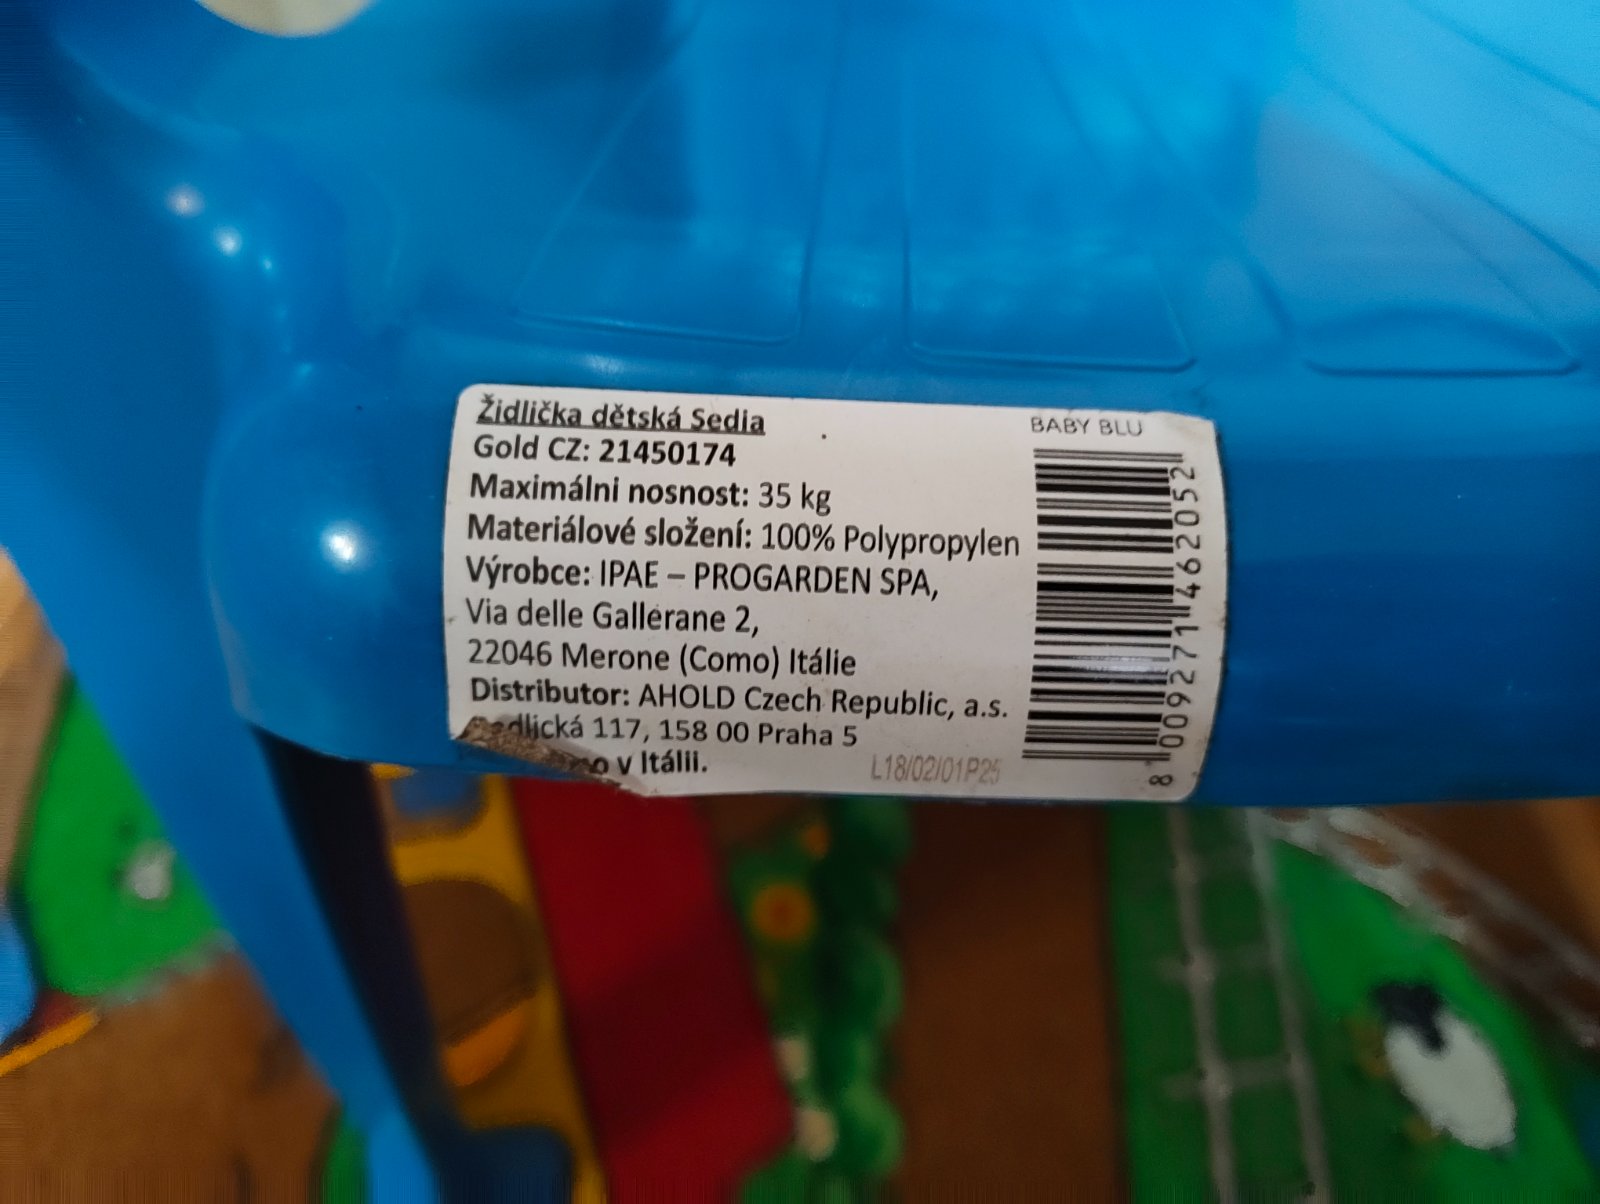 Židlička dětská Sedia
Gold CZ: 21450174
Maximálni nosnost: 35 kg
Materiálové složení: 100% Polypropylen
Výrobce: IPAE – PROGARDEN SPA,
Via delle Gallerane 2,
22046 Merone (Como) Itálie
Distributor: AHOLD Czech Republic, a.s.
117, 158 00 Praha 5
v Itálii.
L18/02/01P25
BABY BLU
8 009271 462052